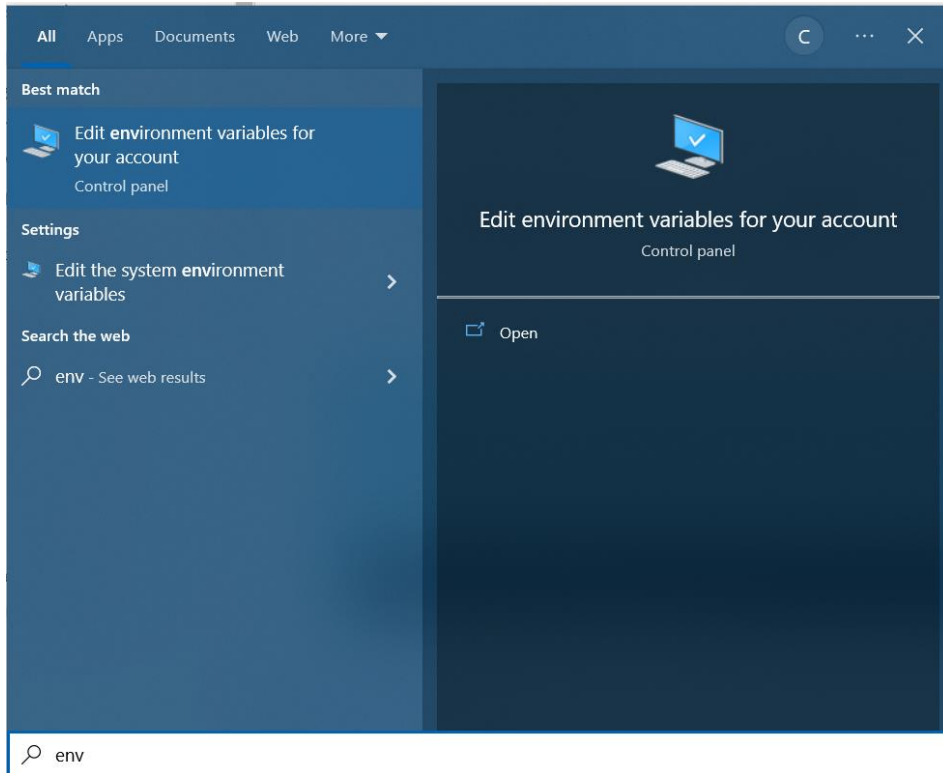 All Apps Documents Web More
C ...
Best match
Edit environment variables for
your account
Control panel
Settings
Edit the system environment
variables
Search the web
env - See web results
Edit environment variables for your account
Control panel
Open
env